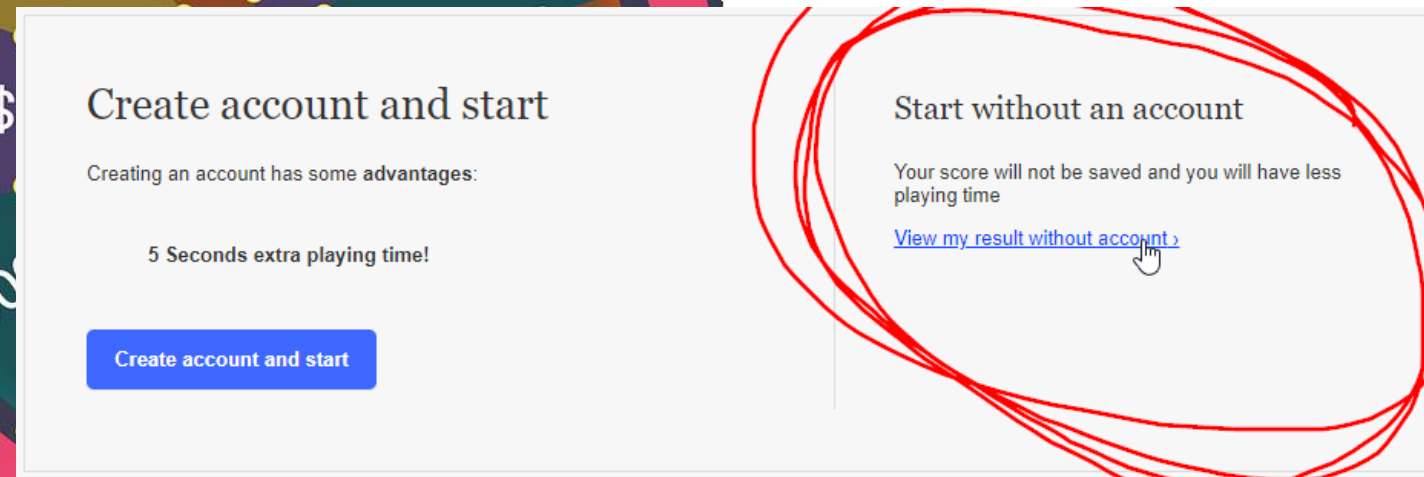 $
Create account and start
Creating an account has some advantages:
5 Seconds extra playing time!
Create account and start
Start without an account
Your score will not be saved and you will have less
playing time
View my result without account ›